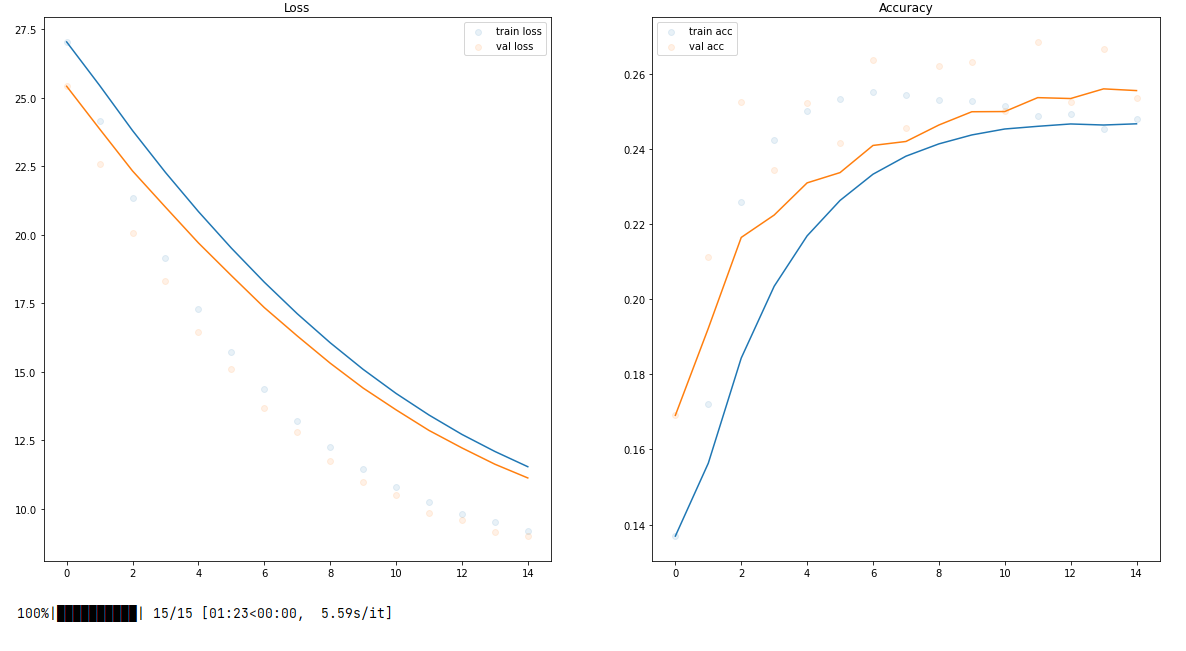 Loss
27.5
25.0
22.5
20.0
17.5
15.0
12.5
10.0
0 2 4 6 8 10 12 14
train loss
val loss
Accuracy
0.26
0.24
0.22
0.20
0.18
0.16
0.14
0 2 4 6 8 10 12 14
train acc
val acc
100%|██████████| 15/15 [01:23<00:00, 5.59s/it]